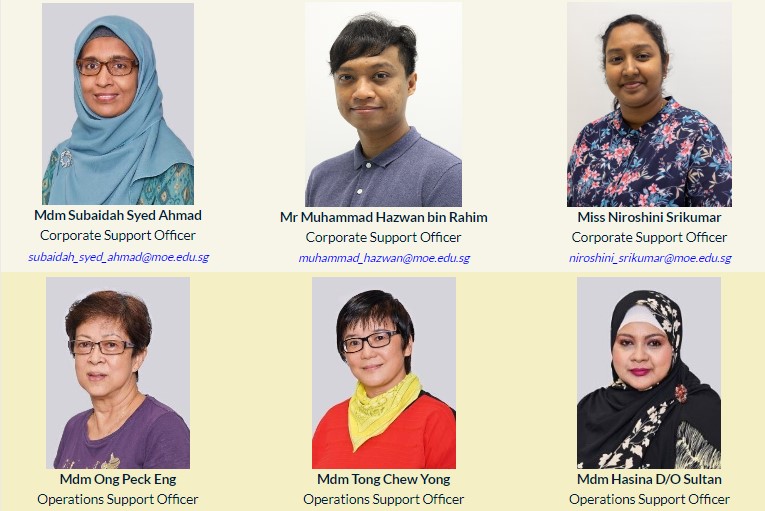 Mdm Subaidah Syed Ahmad
Corporate Support Officer
subaidah_syed_ahmad@moe.edu.sg
Mr Muhammad Hazwan bin Rahim
Corporate Support Officer
muhammad_hazwan@moe.edu.sg
Miss Niroshini Srikumar
Corporate Support Officer
niroshini_srikumar@moe.edu.sg
Mdm Ong Peck Eng
Operations Support Officer
Mdm Tong Chew Yong
Operations Support Officer
Mdm Hasina D/O Sultan
Operations Support Officer